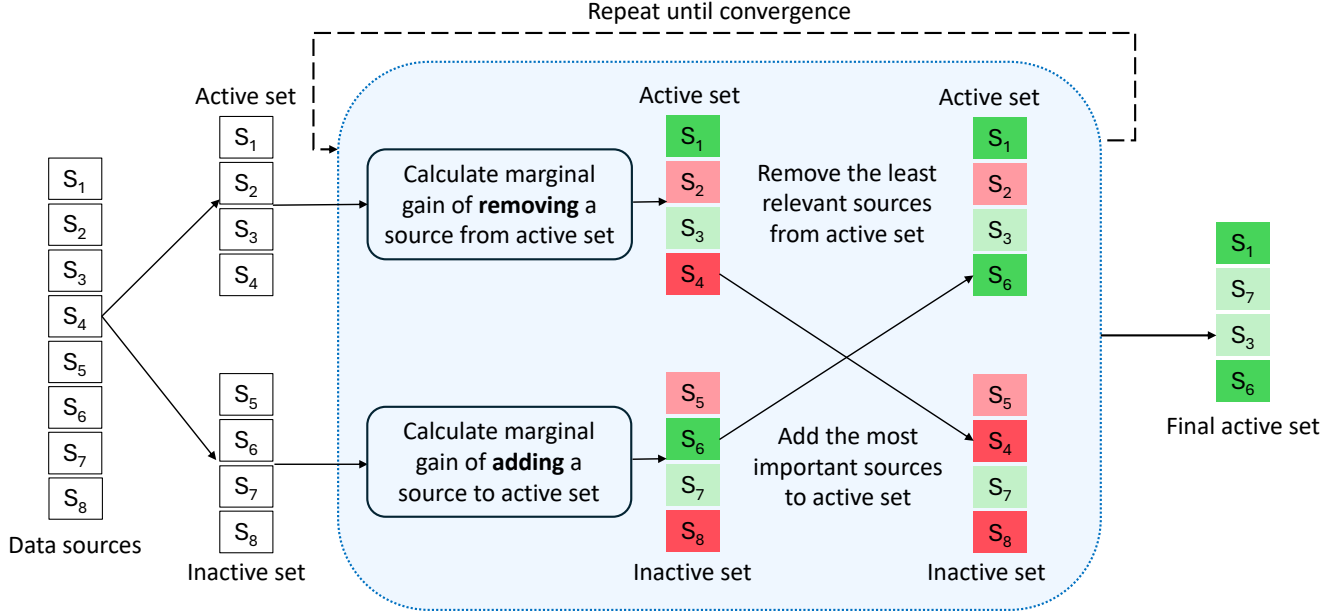 Repeat until convergence
S1
S2
S3
S4
S5
S6
S7
S8
Data sources
Active set
S1
S2
S3
S4
S5
S6
S7
S8
Inactive set
Calculate marginal
gain of removing a
source from active set
Calculate marginal
gain of adding a
source to active set
Active set
S1
S2
S3
S4
S5
S6
S7
S8
Inactive set
Remove the least
relevant sources
from active set
Add the most
important sources
to active set
Active set
S1
S2
S3
S6
S5
S4
S7
S8
Inactive set
S1
S7
S3
S6
Final active set